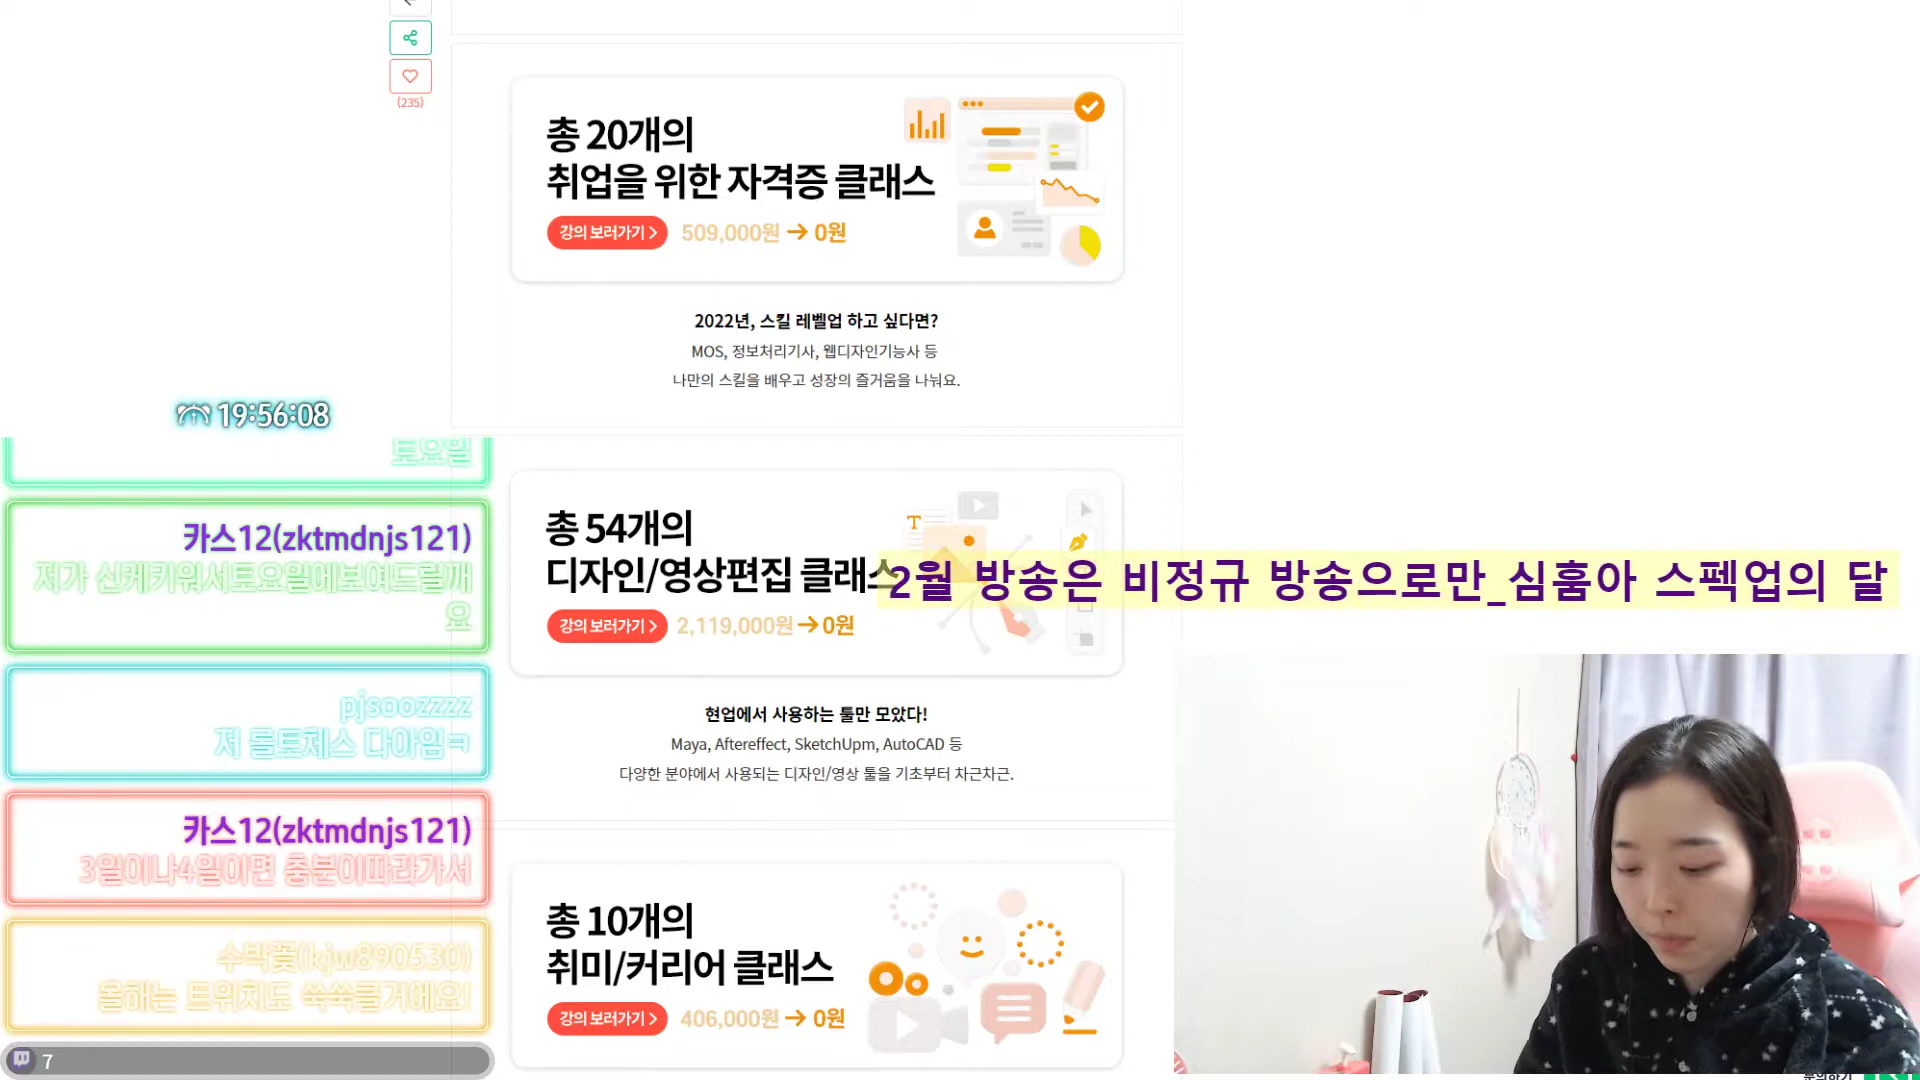 (235)
총 20개의
취업을 위한 자격증 클래스
강의 보러가기 >
509,000원 → 0원
2022년, 스킬 레벨업 하고 싶다면?
MOS, 정보처리기사, 웹디자인기능사 등
나만의 스킬을 배우고 성장의 즐거움을 나눠요.
19:56:08
토요일
카스12(zktmdnjs121)
저가 신케키워서토요일에보여드릴깨
요
pjsoozzzz
저 롤토체스 다아임ㅋ
카스12(zktmdnjs121)
3일이나4일이면 충분이따라가서
수박꽃(kjw890530)
올해는 트위치도 쑥쑥클거예요!
7
총 54개의
디자인/영상편집 클래스
강의 보러가기 >
2,119,000원→0원
2월 방송은 비정규 방송으로만_심훔아 스펙업의 달
현업에서 사용하는 툴만 모았다!
Maya, Aftereffect, SketchUpm, AutoCAD 등
다양한 분야에서 사용되는 디자인/영상 툴을 기초부터 차근차근.
총 10개의
취미/커리어 클래스
강의 보러가기 >
406,000원 → 0원